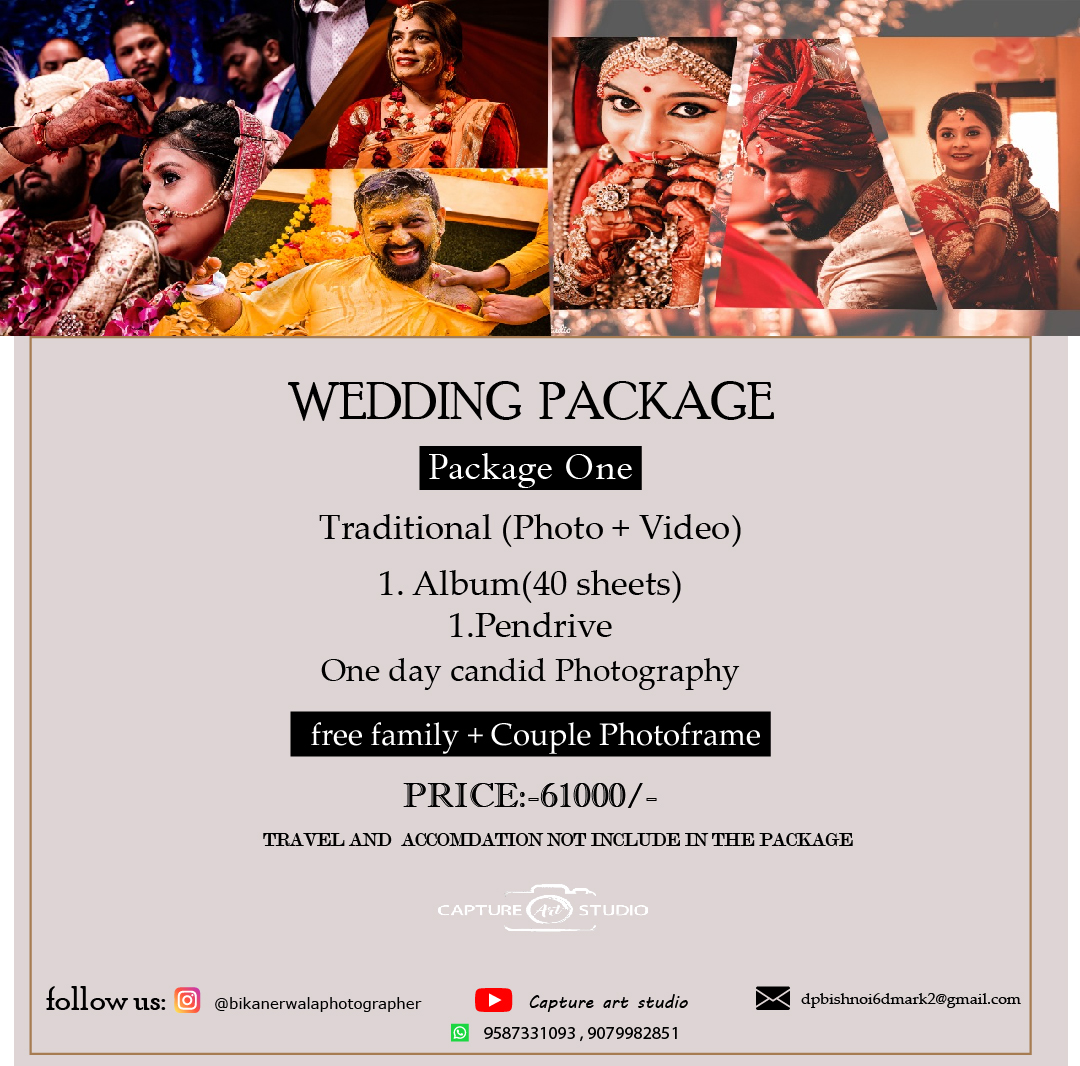 WEDDING PACKAGE
Package One
Traditional (Photo + Video)
1. Album(40 sheets)
1.Pendrive
One day candid Photography
free family + Couple Photoframe
PRICE:-61000/-
TRAVEL AND ACCOMDATION NOT INCLUDE IN THE PACKAGE
CAPTURE Art STUDIO
follow us: @bikanerwalaphotographer Capture art studio dpbishnoi6dmark2@gmail.com
9587331093 , 9079982851